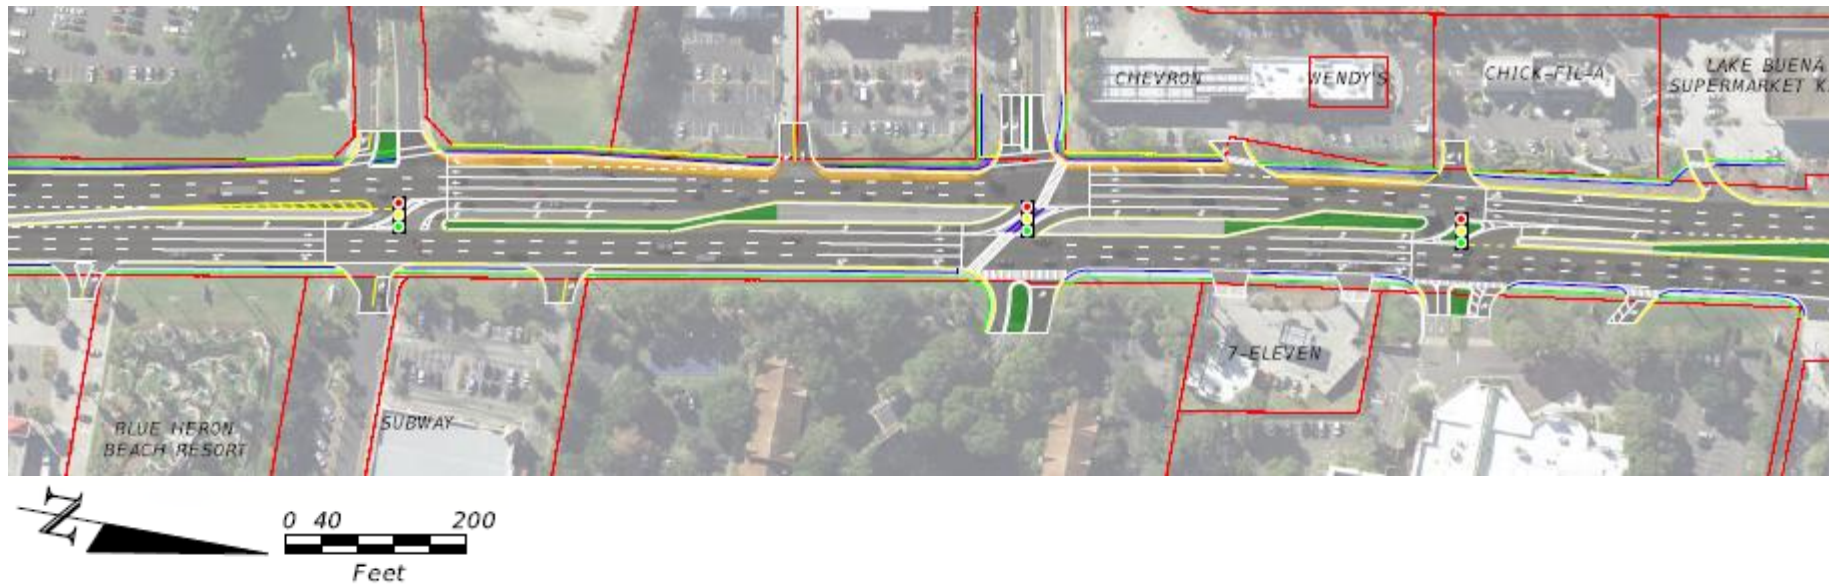 CHEVRON
WENDY'S
CHICK-FIL-A
LAKE BUENA
SUPERMARKET K
7-ELEVEN
BLUE HERON
BEACH RESORT
SUBWAY
N
0 40 200
Feet